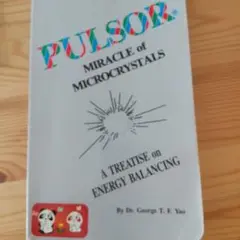 PULSOR®
MIRACLE of
MICROCRYSTALS
A TREATISE on
ENERGY BALANCING
By Dr. George T. F. Yao